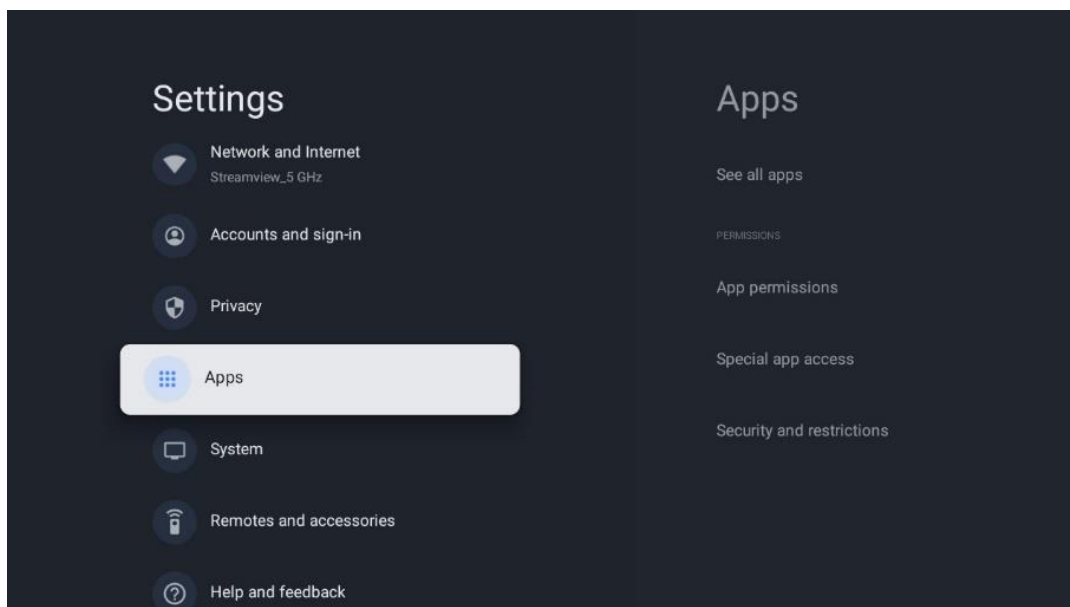 Settings
Network and Internet
Streamview_5 GHz
Accounts and sign-in
Privacy
Apps
System
Remotes and accessories
Help and feedback
Apps
See all apps
PERMISSIONS
App permissions
Special app access
Security and restrictions